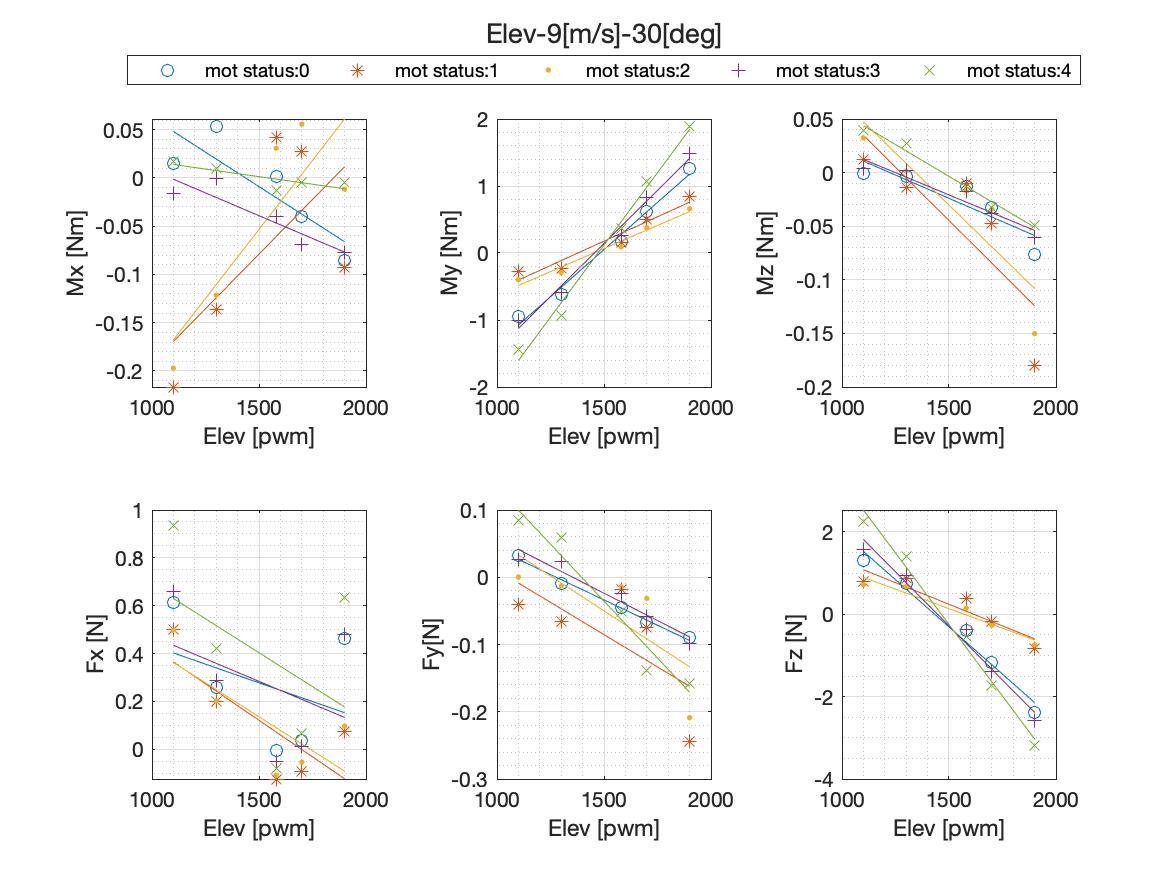 Elev-9[m/s]-30[deg]
mot status:0 mot status:1 mot status:2 mot status:3 mot status:4
0.05
0
-0.05
-0.1
-0.15
-0.2
Mx [Nm]
1000 1500 2000
Elev [pwm]
2
1
0
-1
-2
My [Nm]
1000 1500 2000
Elev [pwm]
0.05
0
-0.05
-0.1
-0.15
-0.2
Mz [Nm]
1000 1500 2000
Elev [pwm]
1
0.8
0.6
0.4
0.2
0
Fx [N]
1000 1500 2000
Elev [pwm]
0.1
0
-0.1
-0.2
-0.3
Fy[N]
1000 1500 2000
Elev [pwm]
2
0
-2
-4
Fz [N]
1000 1500 2000
Elev [pwm]